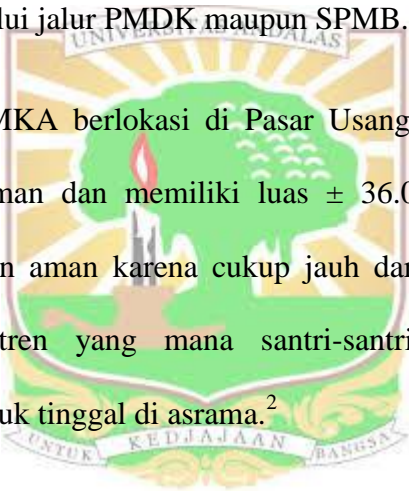 lui jalur PMDK maupun SPMB.
UNIVERSITAS ANDALAS
MKA berlokasi di Pasar Usang
man dan memiliki luas ± 36.0
n aman karena cukup jauh dar
tren yang mana santri-santri
uk tinggal di asrama.²
UNTUK KEDJAJAAN BANGSA